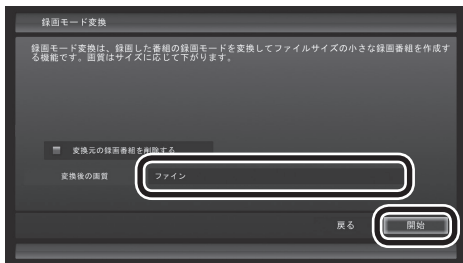 録画モード変換
録画モード変換は、録画した番組の録画モードを変換してファイルサイズの小さな録画番組を作成す
る機能です。画質はサイズに応じて下がります。
変換元の録画番組を削除する
変換後の画質 ファイン
戻る 開始